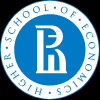 HIGHER · SCHOOL OF · ECONOMICS ·